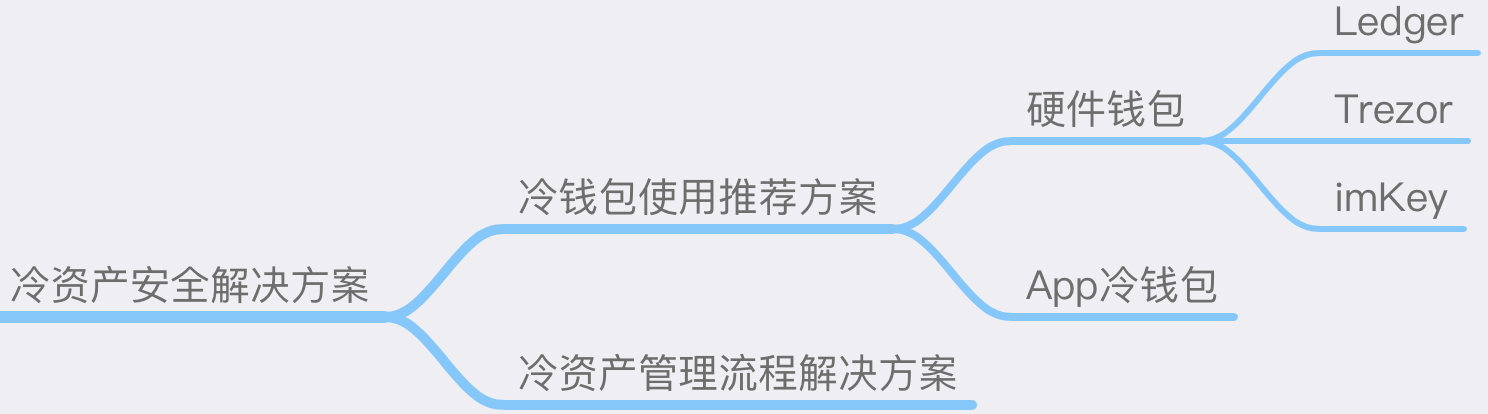 冷资产安全解决方案
冷钱包使用推荐方案
硬件钱包
Ledger
Trezor
imKey
App冷钱包
冷资产管理流程解决方案